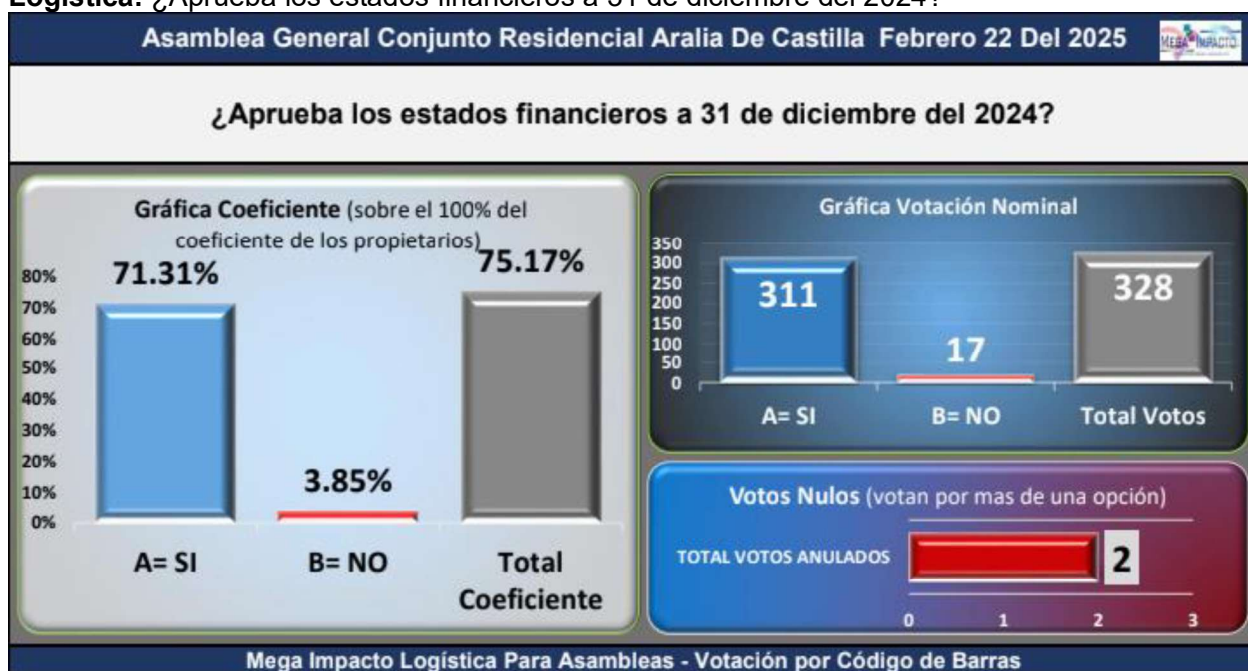 Logística: ¿Aprueba los estados financieros a 31 de diciembre del 2024?
Asamblea General Conjunto Residencial Aralia De Castilla Febrero 22 Del 2025
MEGA IMPACTO
¿Aprueba los estados financieros a 31 de diciembre del 2024?
Gráfica Coeficiente (sobre el 100% del
coeficiente de los propietarios)
80%
70%
60%
50%
40%
30%
20%
10%
0%
71.31%
3.85%
75.17%
A= SI
B= NO
Total
Coeficiente
Gráfica Votación Nominal
350
300
250
200
150
100
50
0
311
17
328
A= SI
B= NO
Total Votos
Votos Nulos (votan por mas de una opción)
TOTAL VOTOS ANULADOS
2
0
1
2
3
Mega Impacto Logística Para Asambleas - Votación por Código de Barras